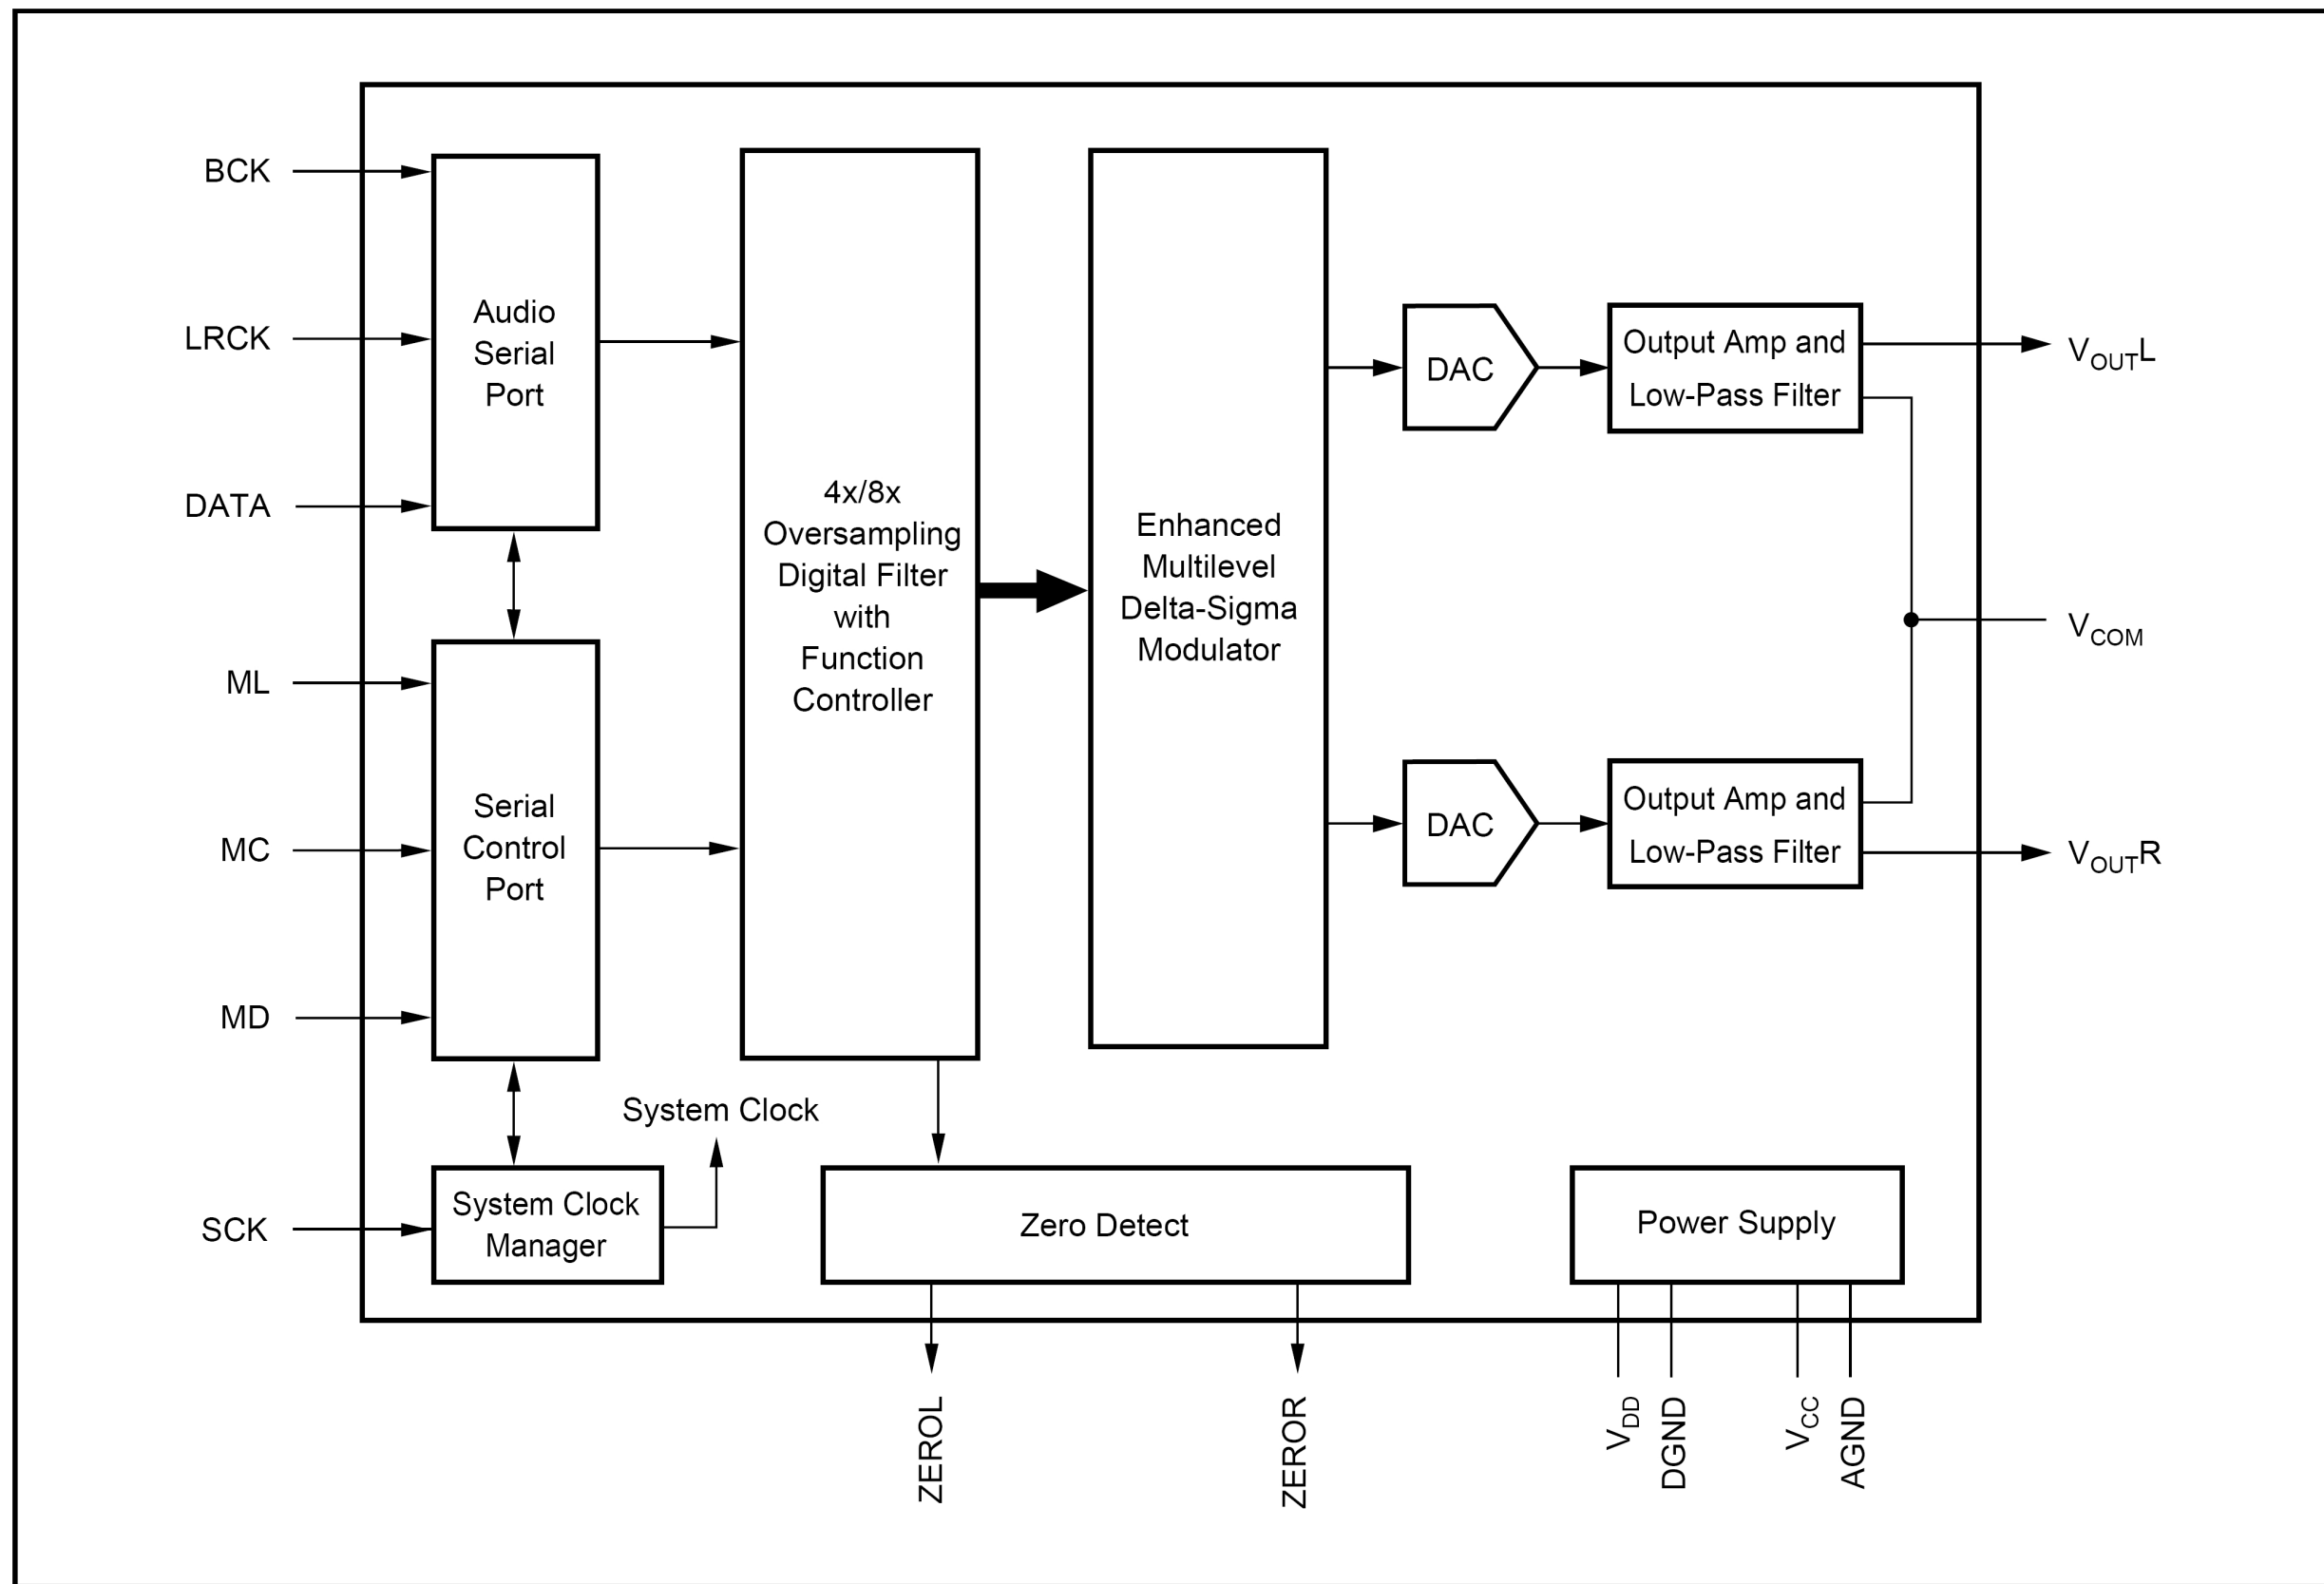 BCK
LRCK
DATA
ML
MC
MD
SCK
Audio
Serial
Port
Serial
Control
Port
System Clock
System Clock
Manager
4x/8x
Oversampling
Digital Filter
with
Function
Controller
Enhanced
Multilevel
Delta-Sigma
Modulator
DAC
DAC
Output Amp and
Low-Pass Filter
Output Amp and
Low-Pass Filter
VOUTL
VCOM
VOUTR
Zero Detect
Power Supply
ZEROL
ZEROR
VDD
DGND
VCC
AGND